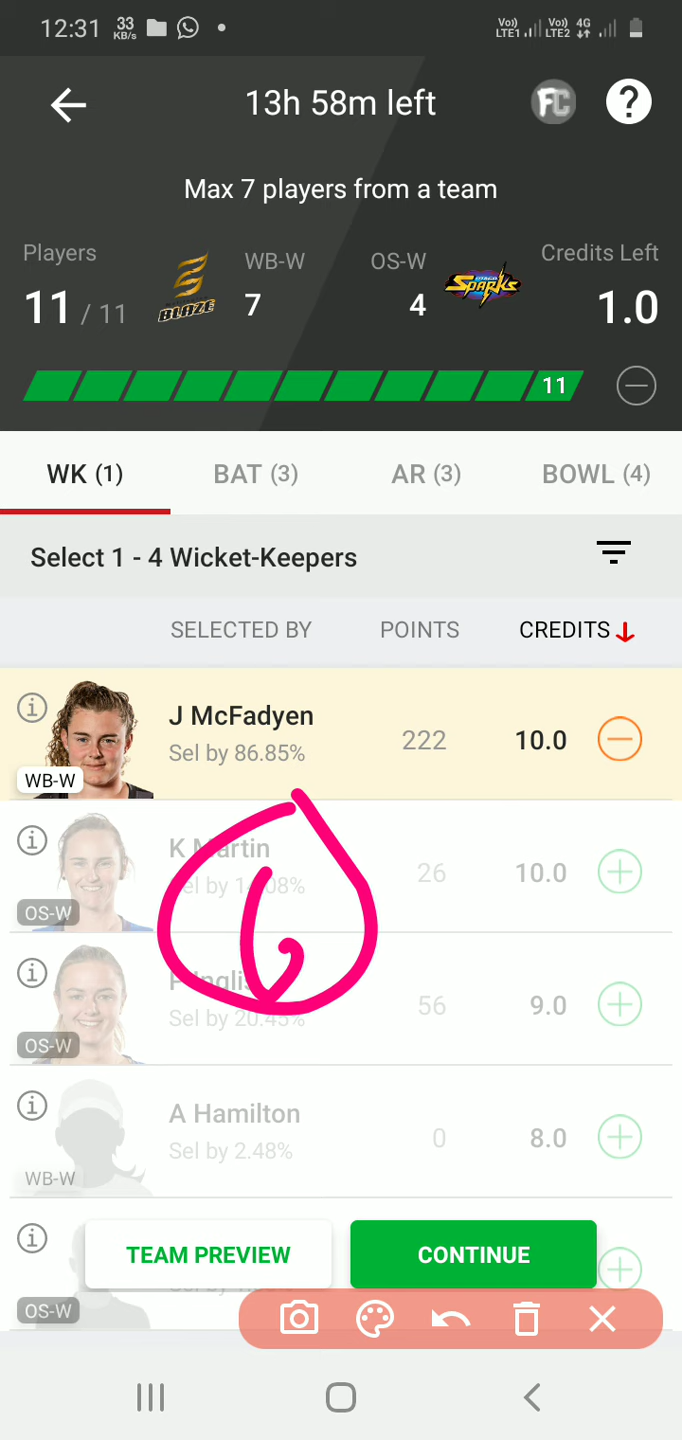 12:31 33 KB/s Vo)) LTE1 Vo)) LTE2 4G
13h 58m left FC ?
Max 7 players from a team
Players WB-W OS-W Credits Left
11 / 11 BLAZE 7 4 Sparks 1.0
11
WK (1) BAT (3) AR (3) BOWL (4)
Select 1 - 4 Wicket-Keepers
SELECTED BY POINTS CREDITS
J McFadyen
Sel by 86.85% 222 10.0
WB-W
K Martin
26 10.0
OS-W
56 9.0
Sel by 20.45%
OS-W
A Hamilton
Sel by 2.48% 0 8.0
WB-W
TEAM PREVIEW CONTINUE
OS-W